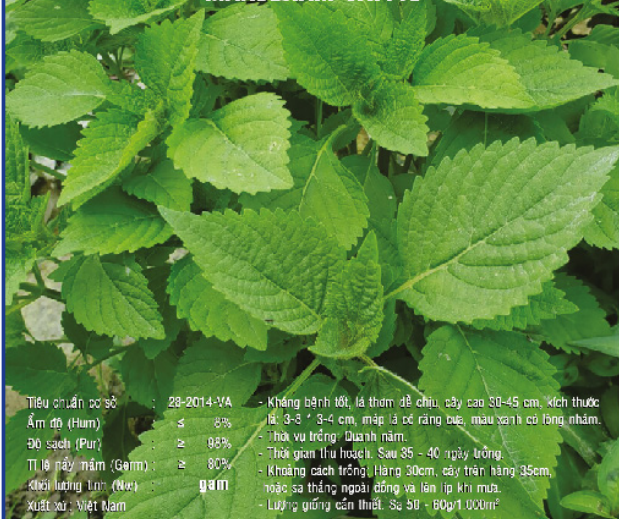 Tiêu chuẩn cơ sở : 28-2014-VA
Ẩm độ (Hum) : ≤ 8%
Độ sạch (Pur) : ≥ 98%
Tỉ lệ nảy mầm (Germ) : ≥ 80%
Khối lượng tịnh (Nw) : gam
Xuất xứ : Việt Nam
- Kháng bệnh tốt, lá thơm dễ chịu, cây cao 30-45 cm, kích thước
lá: 3-3 * 3-4 cm, mép lá có răng cưa, màu xanh có lông nhám.
- Thời vụ trồng: Quanh năm.
- Thời gian thu hoạch: Sau 35 - 40 ngày trồng.
- Khoảng cách trồng: Hàng 30cm, cây trên hàng 35cm,
hoặc sạ thẳng ngoài đồng và lên líp khi mưa.
- Lượng giống cần thiết: Sạ 50 - 60g/1.000m²